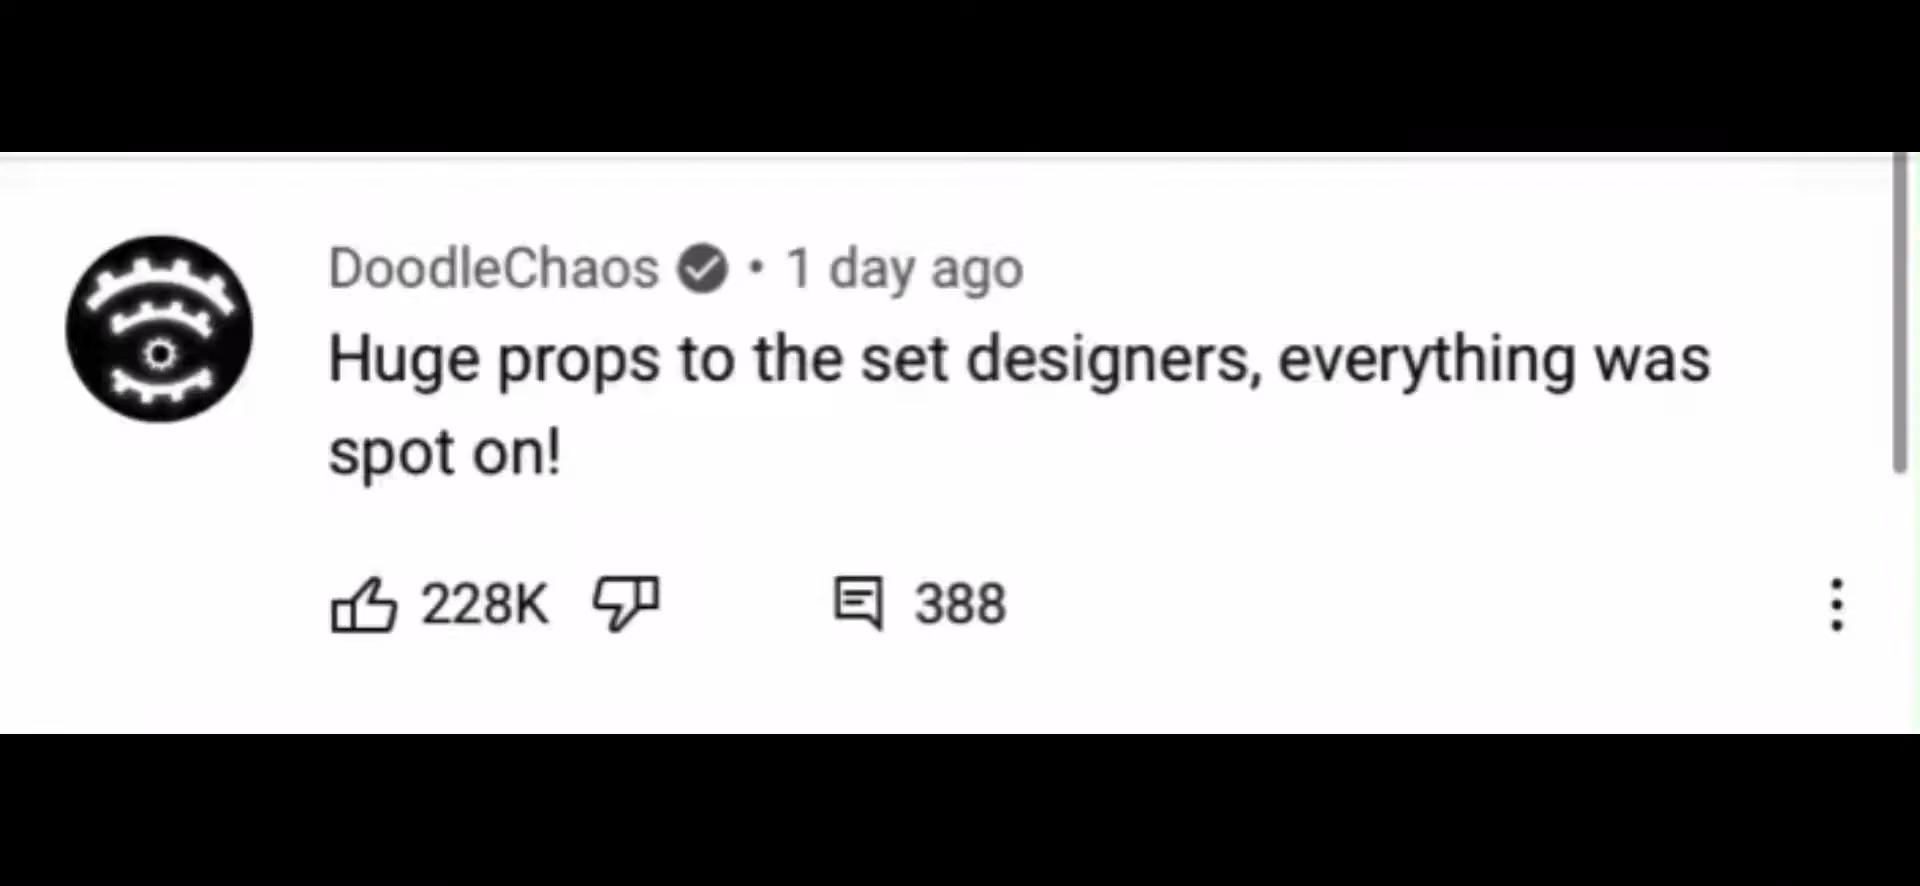 DoodleChaos • 1 day ago
Huge props to the set designers, everything was
spot on!
228K 388